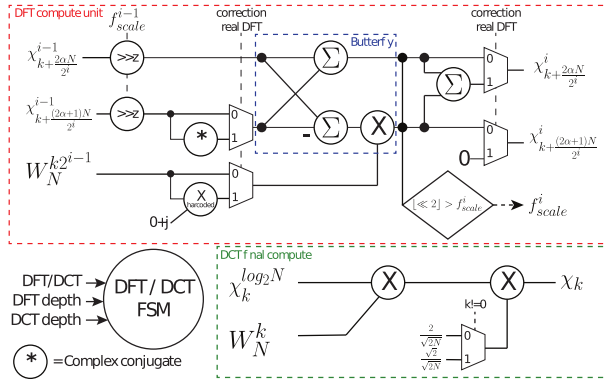 DFT compute unit
f_{scale}^{i-1}
correction
real DFT
correction
real DFT
Butterf y
χ_{k+\frac{2αN}{2^i}}^{i-1}
>>z
Σ
0
1
Σ
χ_{k+\frac{2αN}{2^i}}^{i}
χ_{k+\frac{(2α+1)N}{2^i}}^{i-1}
>>z
*
0
1
-
Σ
X
0
1
0
χ_{k+\frac{(2α+1)N}{2^i}}^{i}
W_N^{k2^{i-1}}
X
harcoded
0
1
0+j
⌊≪ 2⌋ > f_{scale}^{i}
f_{scale}^{i}
DFT/DCT
DFT depth
DCT depth
DFT / DCT
FSM
* = Complex conjugate
DCT f nal compute
χ_k^{log_2N}
X
X
χ_k
W_N^k
k!=0
\frac{2}{\sqrt{2N}}
0
\frac{\sqrt{2}}{\sqrt{2N}}
1